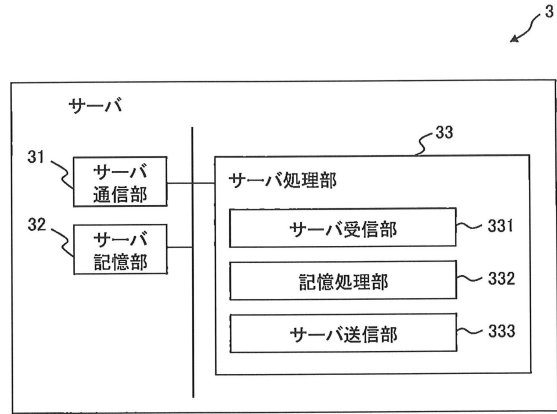 3
サーバ
31
サーバ
通信部
32
サーバ
記憶部
33
サーバ処理部
サーバ受信部
331
記憶処理部
332
サーバ送信部
333